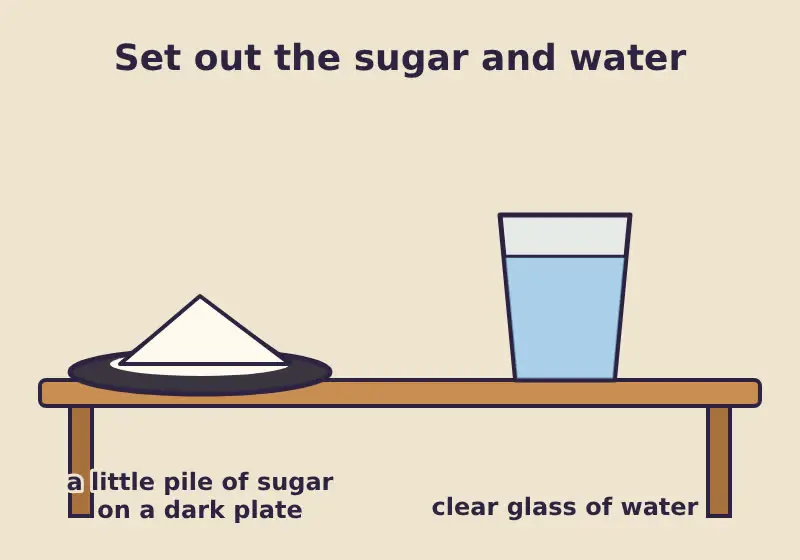 Set out the sugar and water
a little pile of sugar
on a dark plate
clear glass of water